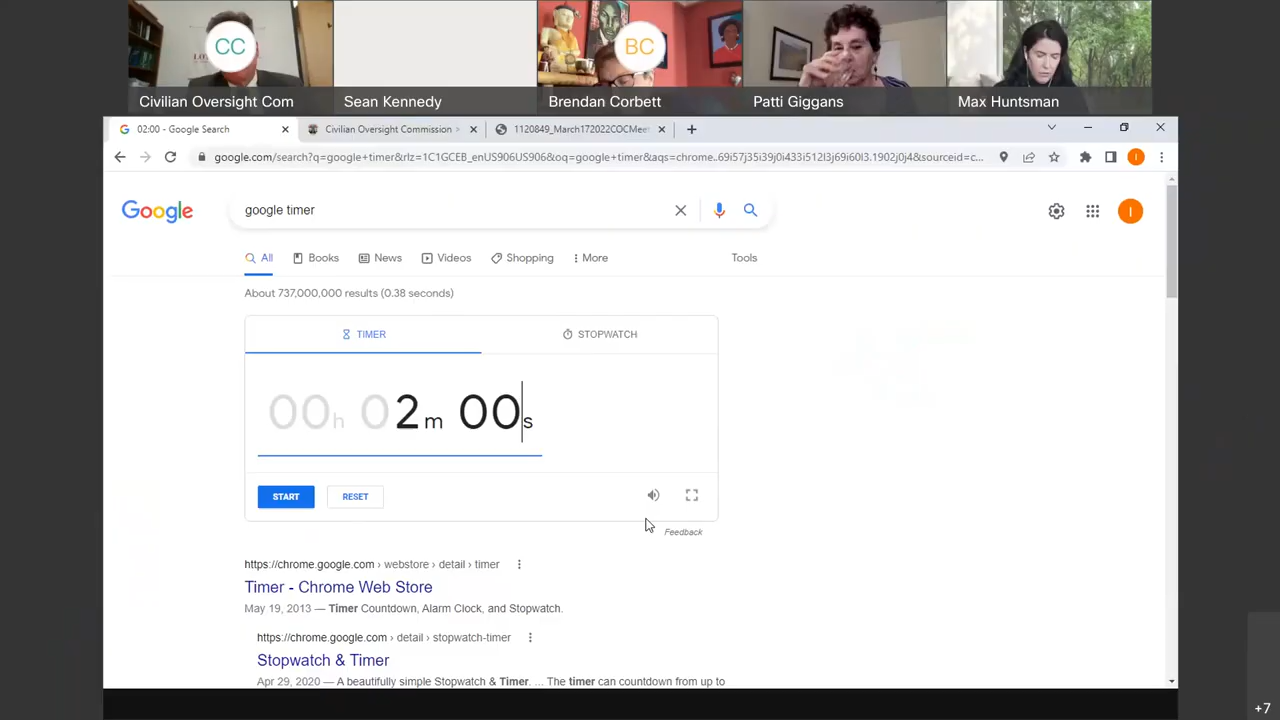 CC
BC
Civilian Oversight Com
Sean Kennedy
Brendan Corbett
Patti Giggans
Max Huntsman
02:00 - Google Search
Civilian Oversight Commission >
1120849_March172022COCMeet
google.com/search?q=google+timer&rlz=1C1GCEB_enUS906US906&oq=google+timer&aqs=chrome..69i57j35i39j0i433i512l3j69i60l3.1902j0j4&sourceid=c...
I
Google
google timer
I
All
Books
News
Videos
Shopping
More
Tools
About 737,000,000 results (0.38 seconds)
TIMER
STOPWATCH
00h 02m 00s
START
RESET
Feedback
https://chrome.google.com › webstore › detail › timer
Timer - Chrome Web Store
May 19, 2013 — Timer Countdown, Alarm Clock, and Stopwatch.
https://chrome.google.com › detail › stopwatch-timer
Stopwatch & Timer
Apr 29, 2020 — A beautifully simple Stopwatch & Timer. ... The timer can countdown from up to
+7